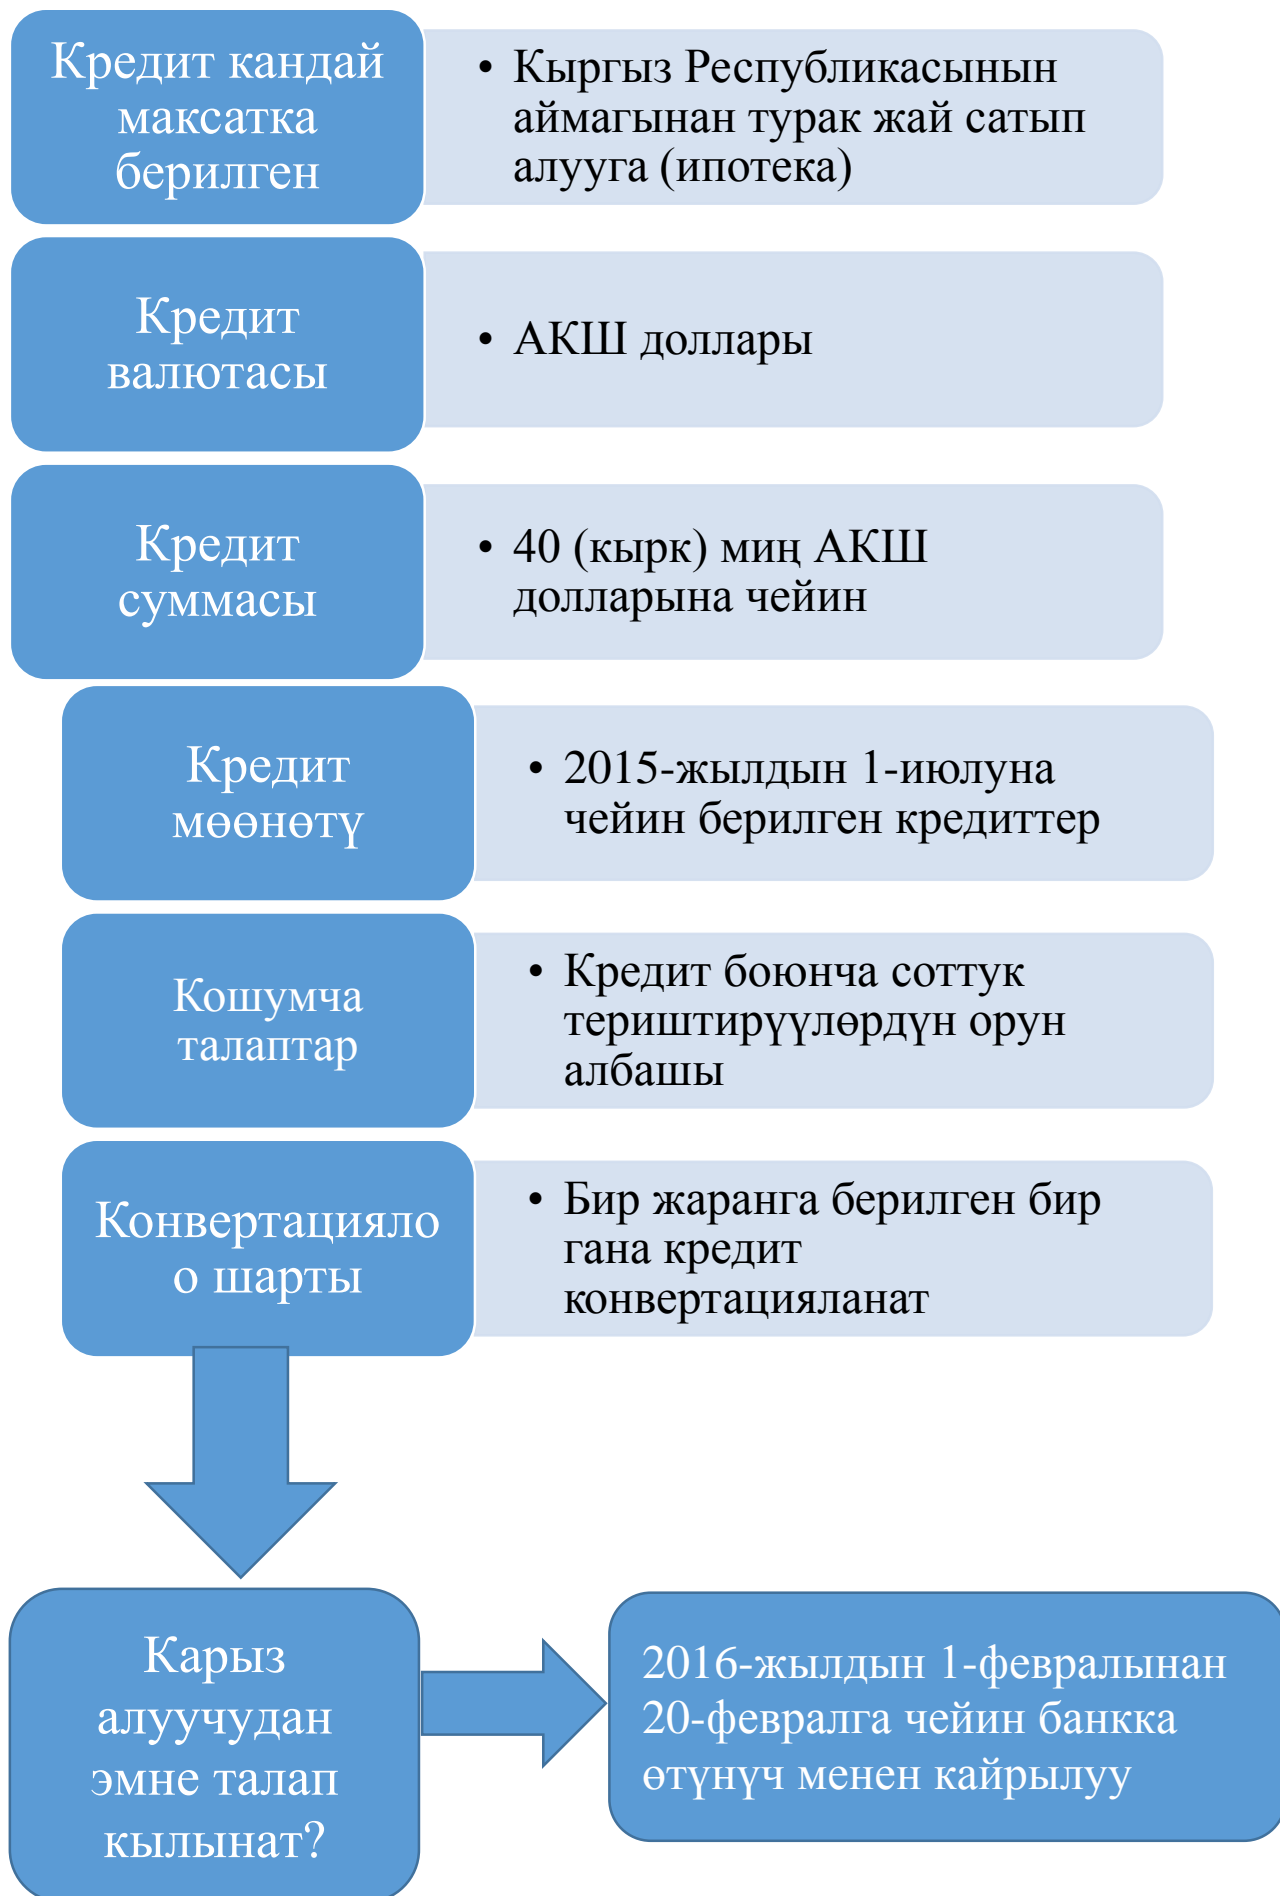 Кредит кандай
максатка
берилген
• Кыргыз Республикасынын
аймагынан турак жай сатып
алууга (ипотека)
Кредит
валютасы
• АКШ доллары
Кредит
суммасы
• 40 (кырк) миң АКШ
долларына чейин
Кредит
мөөнөтү
• 2015-жылдын 1-июлуна
чейин берилген кредиттер
Кошумча
талаптар
• Кредит боюнча соттук
териштирүүлөрдүн орун
албашы
Конвертацияло
о шарты
• Бир жаранга берилген бир
гана кредит
конвертацияланат
Карыз
алуучудан
эмне талап
кылынат?
2016-жылдын 1-февралынан
20-февралга чейин банкка
өтүнүч менен кайрылуу